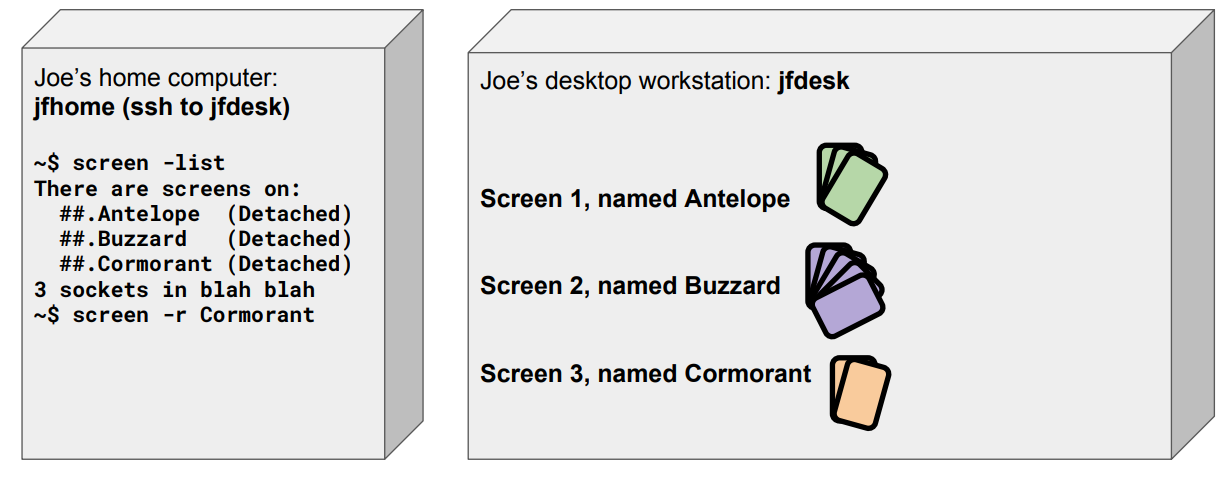 Joe’s home computer:
jfhome (ssh to jfdesk)
~$ screen -list
There are screens on:
##.Antelope (Detached)
##.Buzzard (Detached)
##.Cormorant (Detached)
3 sockets in blah blah
~$ screen -r Cormorant
Joe’s desktop workstation: jfdesk
Screen 1, named Antelope
Screen 2, named Buzzard
Screen 3, named Cormorant